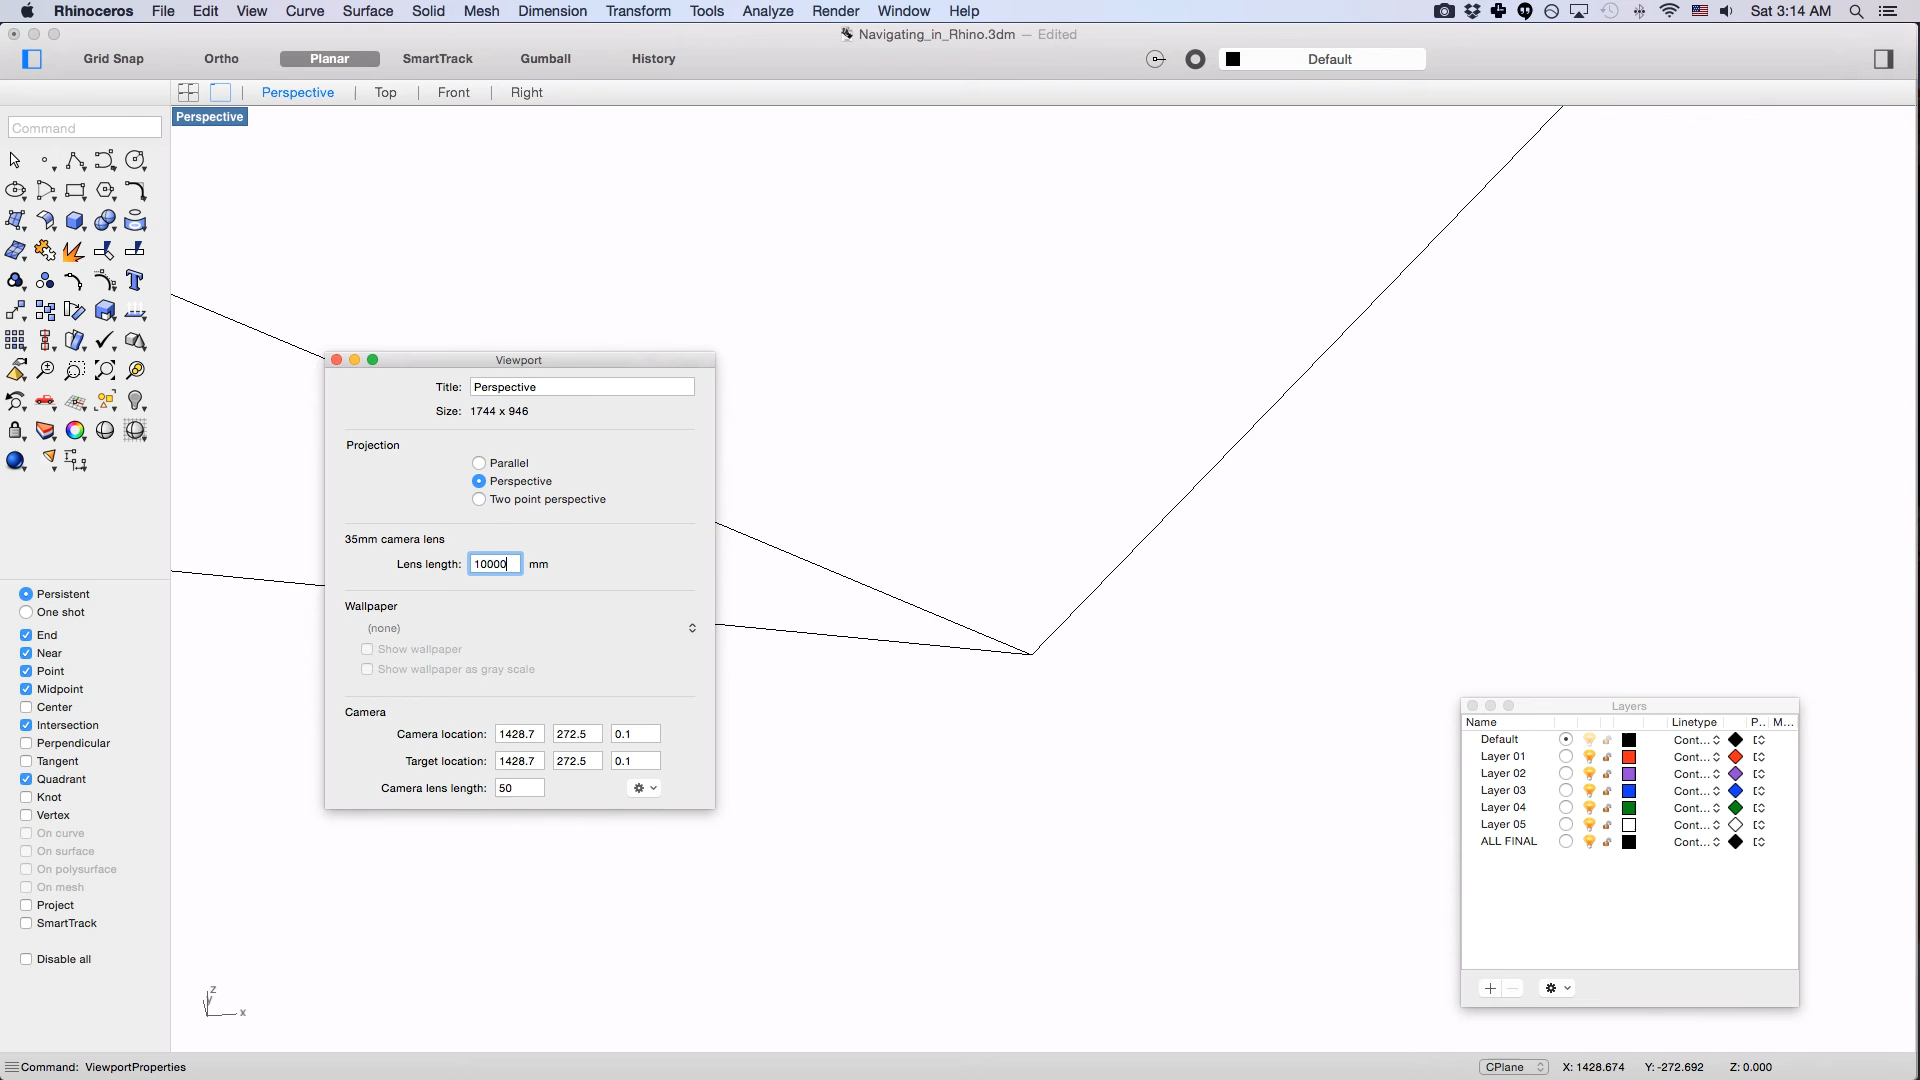 Rhinoceros File Edit View Curve Surface Solid Mesh Dimension Transform Tools Analyze Render Window Help Sat 3:14 AM
Navigating_in_Rhino.3dm — Edited
Grid Snap Ortho Planar SmartTrack Gumball History Default
Perspective Top Front Right
Perspective
Command
Viewport
Title: Perspective
Size: 1744 x 946
Projection
Parallel
Perspective
Two point perspective
35mm camera lens
Lens length: 10000 mm
Wallpaper
(none)
Show wallpaper
Show wallpaper as gray scale
Camera
Camera location: 1428.7 272.5 0.1
Target location: 1428.7 272.5 0.1
Camera lens length: 50
Persistent
One shot
End
Near
Point
Midpoint
Center
Intersection
Perpendicular
Tangent
Quadrant
Knot
Vertex
On curve
On surface
On polysurface
On mesh
Project
SmartTrack
Disable all
Layers
Name Linetype P... M...
Default Cont...
Layer 01 Cont...
Layer 02 Cont...
Layer 03 Cont...
Layer 04 Cont...
Layer 05 Cont...
ALL FINAL Cont...
z
y
x
Command: ViewportProperties
CPlane X: 1428.674 Y: -272.692 Z: 0.000